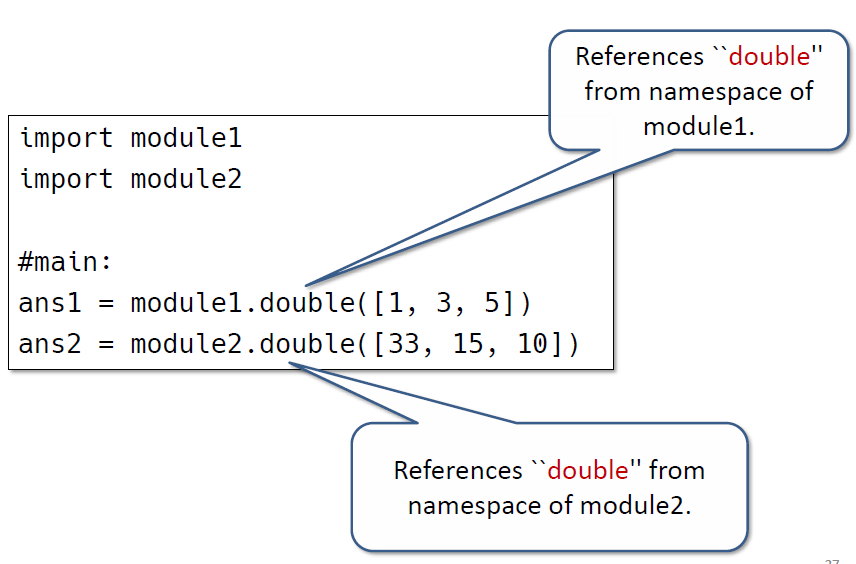 References ``double''
from namespace of
module1.
import module1
import module2
#main:
ans1 = module1.double([1, 3, 5])
ans2 = module2.double([33, 15, 10])
References ``double'' from
namespace of module2.